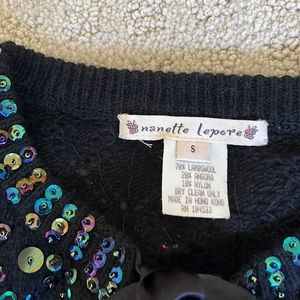 nanette lepore
S
70% LAMBSWOOL
20% ANGORA
10% NYLON
DRY CLEAN ONLY
MADE IN HONG KONG
RN 104533